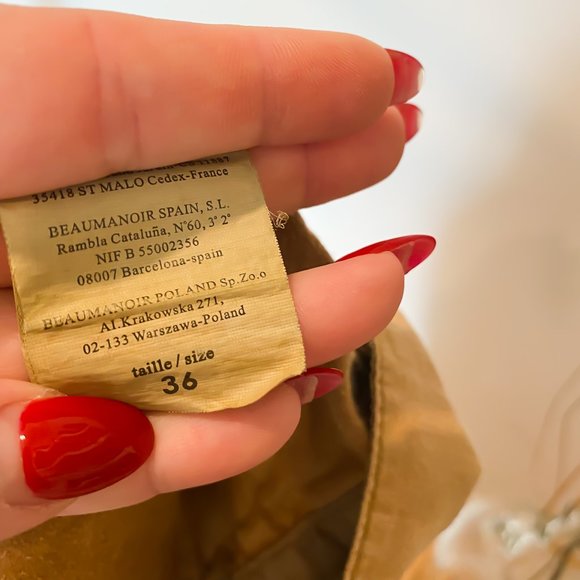 35418 ST MALO Cedex-France
BEAUMANOIR SPAIN, S.L.
Rambla Cataluña, N°60, 3° 2ª
NIF B 55002356
08007 Barcelona-spain
BEAUMANOIR POLAND Sp.Zo.o
Al.Krakowska 271,
02-133 Warszawa-Poland
taille / size
36